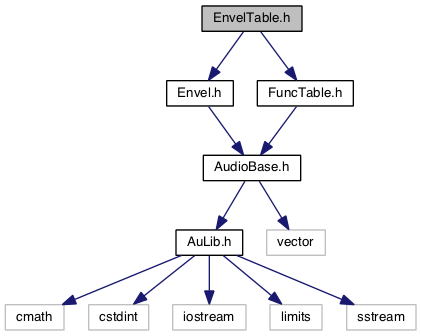 EnvelTable.h
Envel.h
FuncTable.h
AudioBase.h
AuLib.h
vector
cmath
cstdint
iostream
limits
sstream